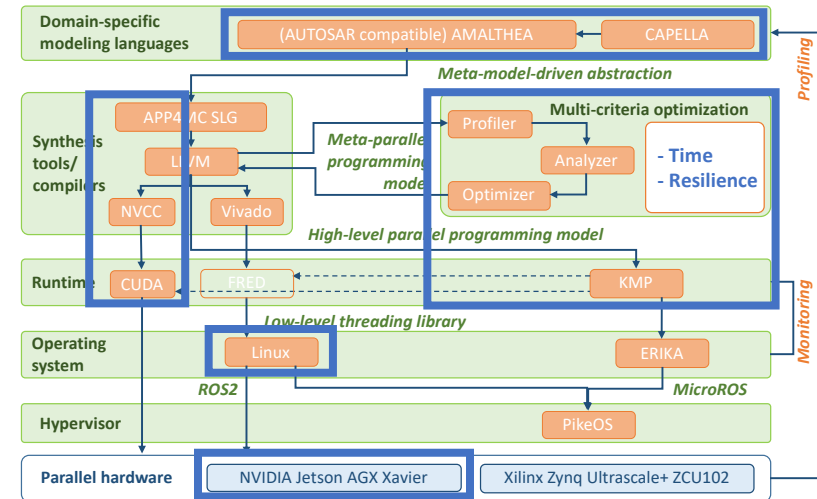 Domain-specific
modeling languages
(AUTOSAR compatible) AMALTHEA
CAPELLA
Profiling
Meta-model-driven abstraction
APP4MC SLG
Multi-criteria optimization
Synthesis
tools/
compilers
Profiler
Meta-parallel
programming
model
LLVM
Analyzer
- Time
- Resilience
Optimizer
NVCC
Vivado
High-level parallel programming model
Runtime
CUDA
FRED
KMP
Monitoring
Low-level threading library
Operating
system
Linux
ERIKA
ROS2
MicroROS
Hypervisor
PikeOS
Parallel hardware
NVIDIA Jetson AGX Xavier
Xilinx Zynq Ultrascale+ ZCU102